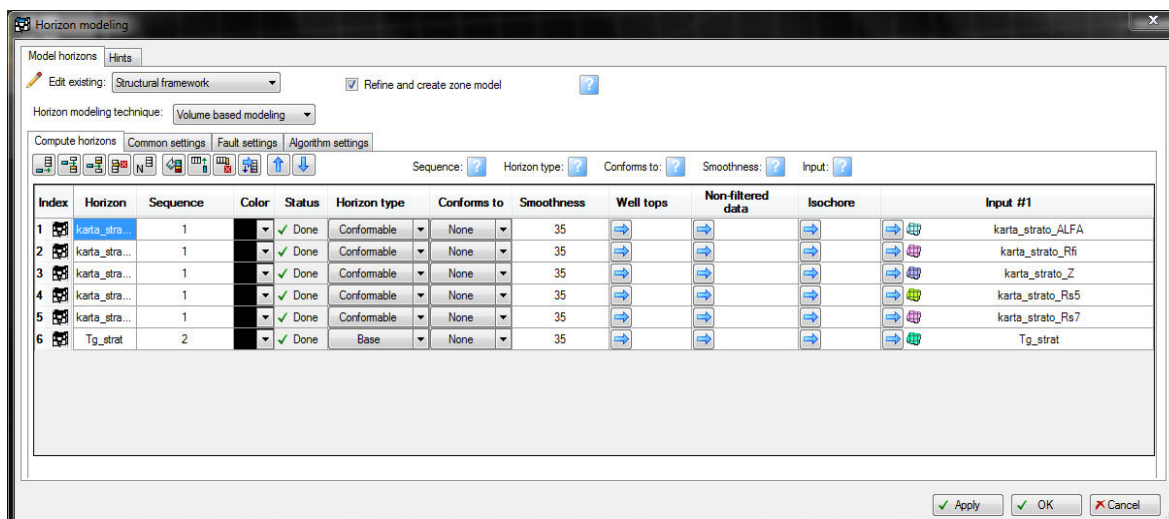 Horizon modeling
x
Model horizons Hints
Edit existing: Structural framework Refine and create zone model ?
Horizon modeling technique: Volume based modeling
Compute horizons Common settings Fault settings Algorithm settings
N Sequence: ? Horizon type: ? Conforms to: ? Smoothness: ? Input: ?
Index Horizon Sequence Color Status Horizon type Conforms to Smoothness Well tops Non-filtered data Isochore Input #1
1 karta_stra... 1 Done Conformable None 35 karta_strato_ALFA
2 karta_stra... 1 Done Conformable None 35 karta_strato_Rfi
3 karta_stra... 1 Done Conformable None 35 karta_strato_Z
4 karta_stra... 1 Done Conformable None 35 karta_strato_Rs5
5 karta_stra... 1 Done Conformable None 35 karta_strato_Rs7
6 Tg_strat 2 Done Base None 35 Tg_strat
Apply OK Cancel